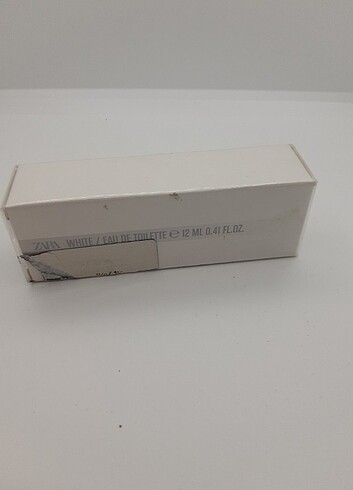 ZARA WHITE / EAU DE TOILETTE ℮ 12 ML 0.41 FL.OZ.